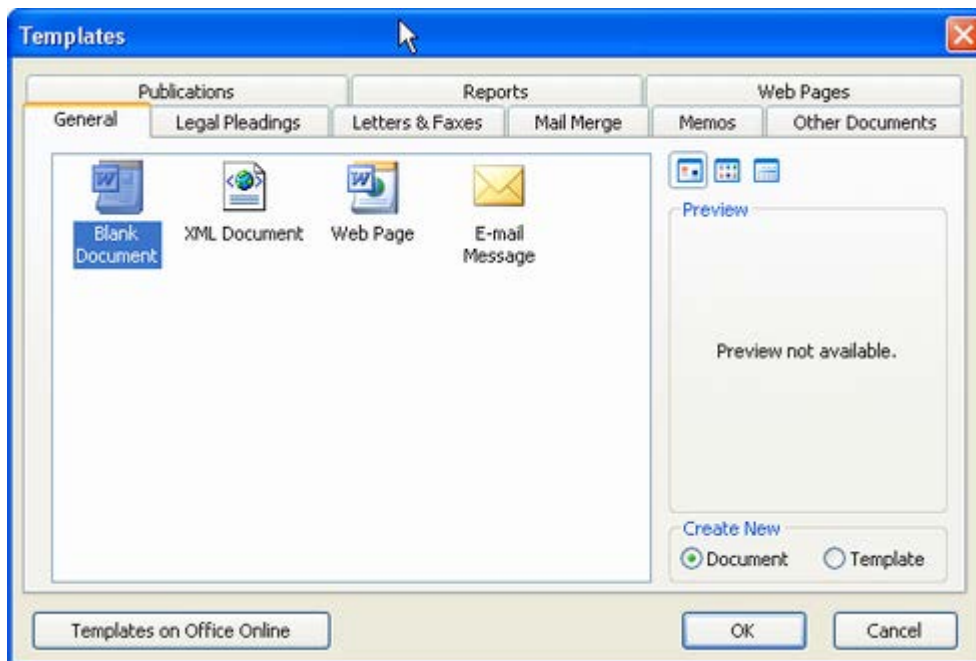 Templates
Publications Reports Web Pages
General Legal Pleadings Letters & Faxes Mail Merge Memos Other Documents
Blank Document
XML Document
Web Page
E-mail Message
Preview
Preview not available.
Create New
Document Template
Templates on Office Online OK Cancel